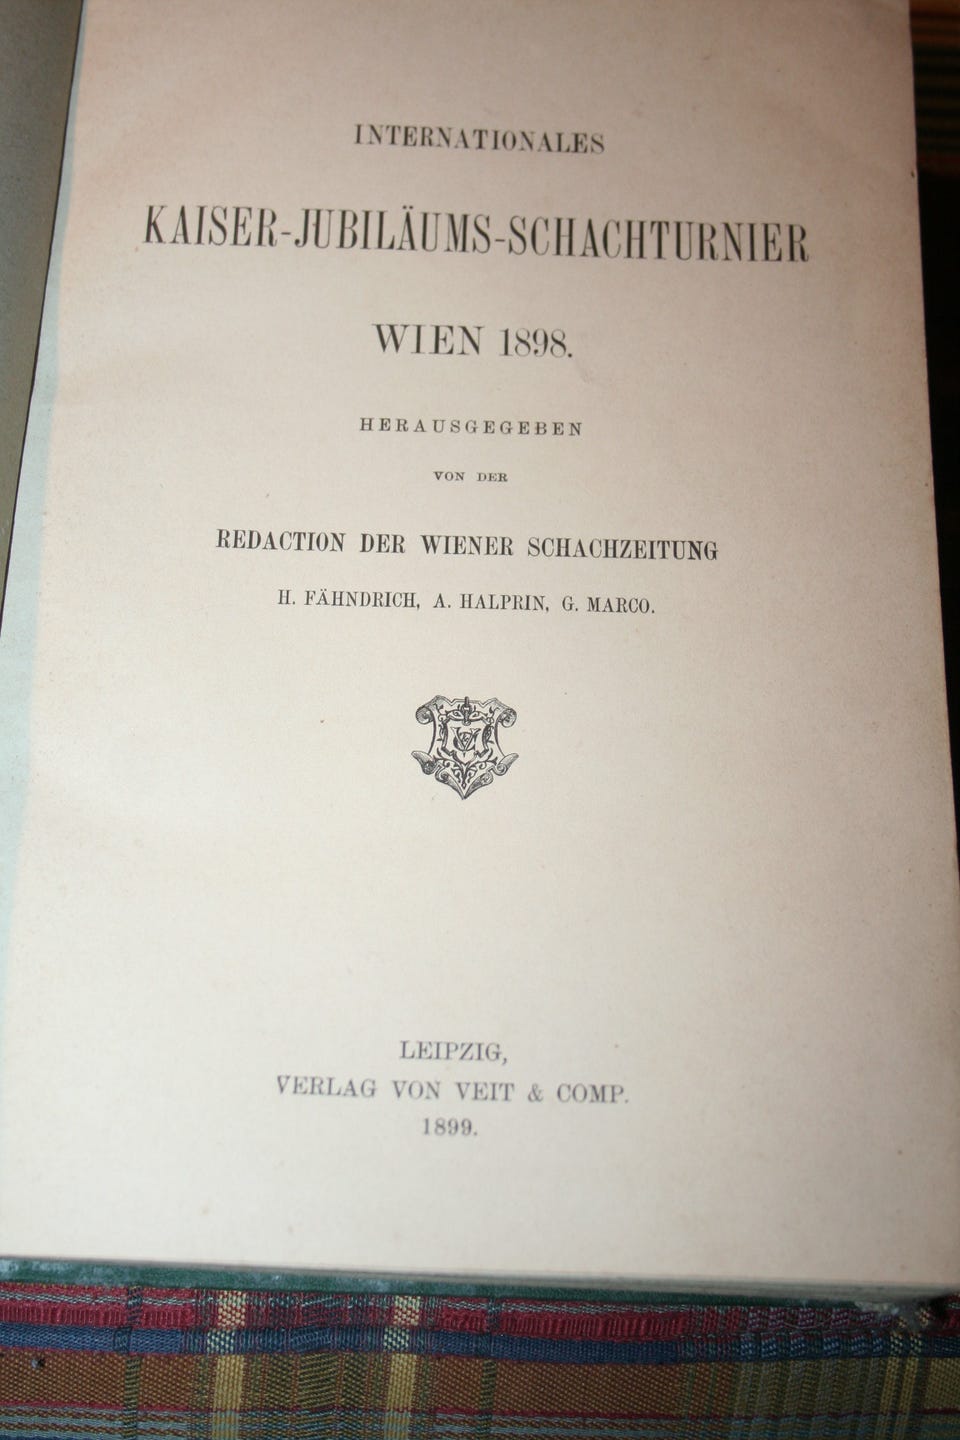 INTERNATIONALES
KAISER-JUBILÄUMS-SCHACHTURNIER
WIEN 1898.
HERAUSGEGEBEN
VON DER
REDACTION DER WIENER SCHACHZEITUNG
H. FÄHNDRICH, A. HALPRIN, G. MARCO.
LEIPZIG,
VERLAG VON VEIT & COMP.
1899.